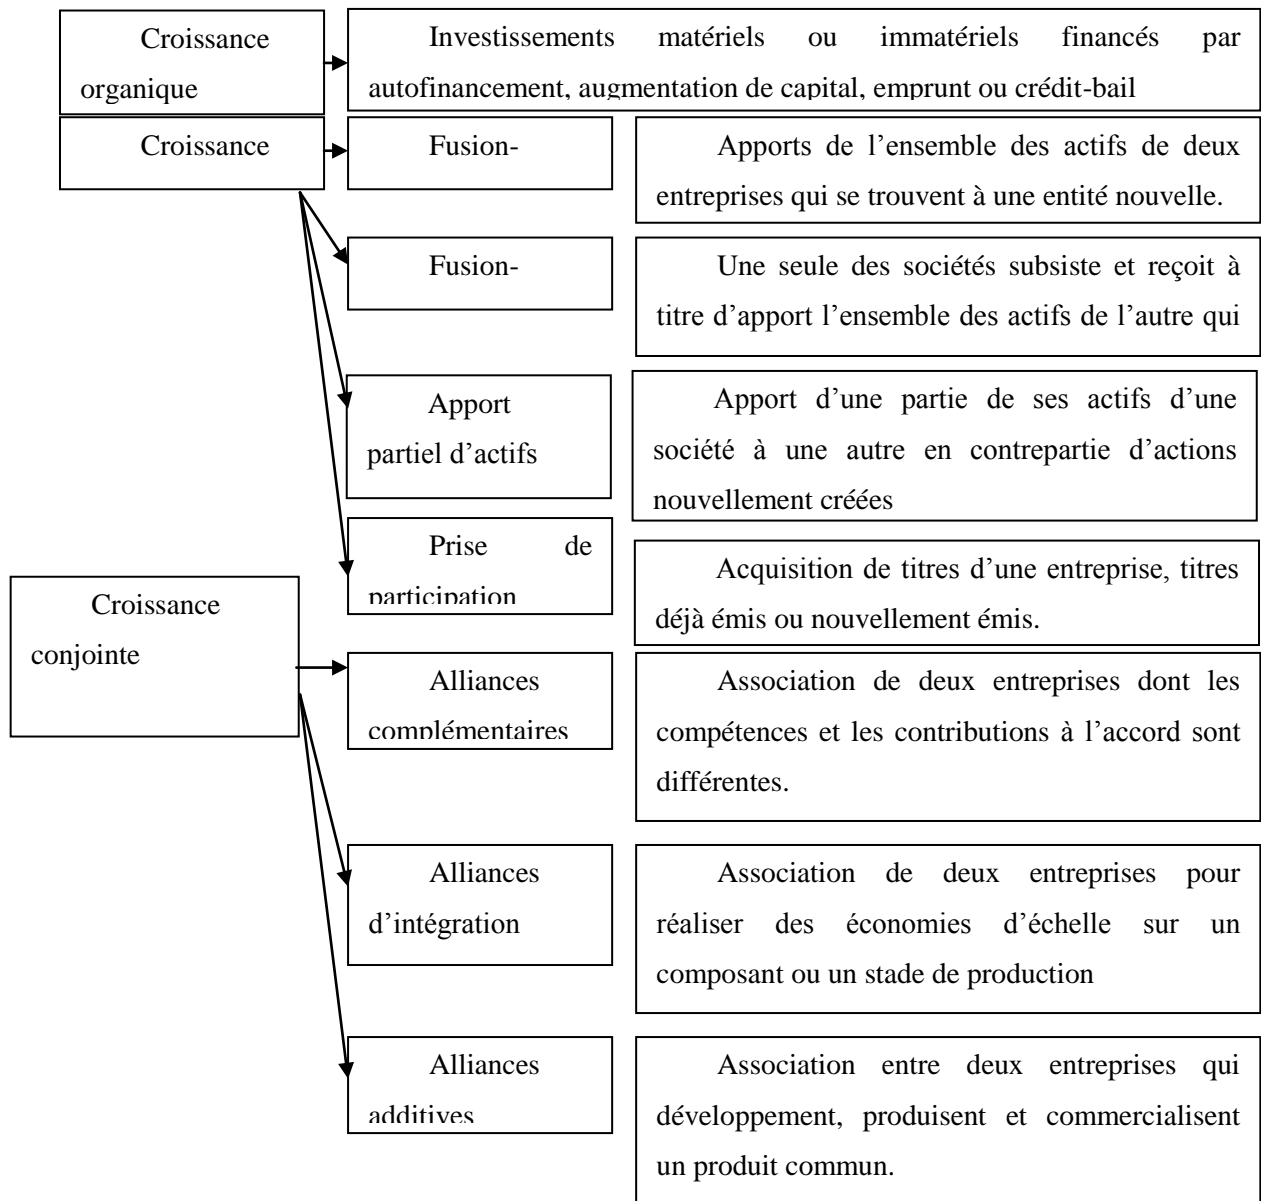 Croissance
organique
Investissements matériels ou immatériels financés par
autofinancement, augmentation de capital, emprunt ou crédit-bail
Croissance
Fusion-
Apports de l’ensemble des actifs de deux
entreprises qui se trouvent à une entité nouvelle.
Fusion-
Une seule des sociétés subsiste et reçoit à
titre d’apport l’ensemble des actifs de l’autre qui
Apport
partiel d’actifs
Apport d’une partie de ses actifs d’une
société à une autre en contrepartie d’actions
nouvellement créées
Prise de
participation
Acquisition de titres d’une entreprise, titres
déjà émis ou nouvellement émis.
Croissance
conjointe
Alliances
complémentaires
Association de deux entreprises dont les
compétences et les contributions à l’accord sont
différentes.
Alliances
d’intégration
Association de deux entreprises pour
réaliser des économies d’échelle sur un
composant ou un stade de production
Alliances
additives
Association entre deux entreprises qui
développement, produisent et commercialisent
un produit commun.